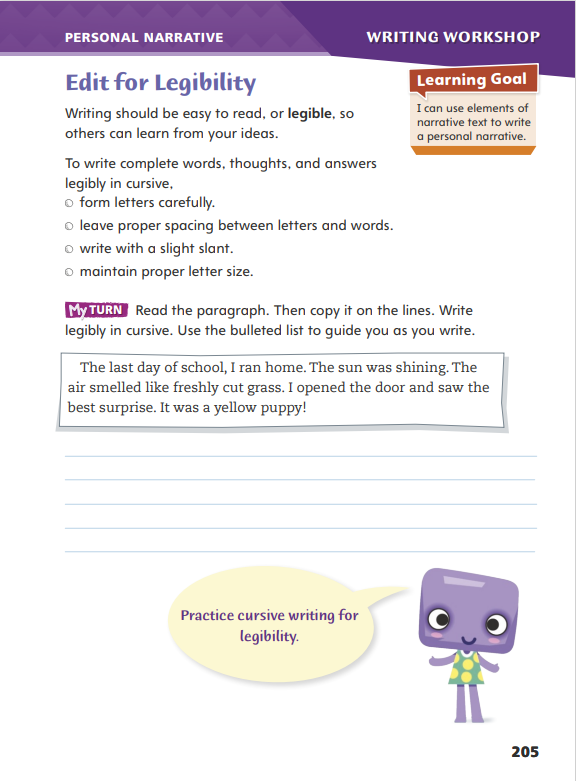 PERSONAL NARRATIVE
WRITING WORKSHOP
Edit for Legibility
Writing should be easy to read, or legible, so
others can learn from your ideas.
Learning Goal
I can use elements of
narrative text to write
a personal narrative.
To write complete words, thoughts, and answers
legibly in cursive,
form letters carefully.
leave proper spacing between letters and words.
write with a slight slant.
maintain proper letter size.
My TURN Read the paragraph. Then copy it on the lines. Write
legibly in cursive. Use the bulleted list to guide you as you write.
The last day of school, I ran home. The sun was shining. The
air smelled like freshly cut grass. I opened the door and saw the
best surprise. It was a yellow puppy!
Practice cursive writing for
legibility.
205